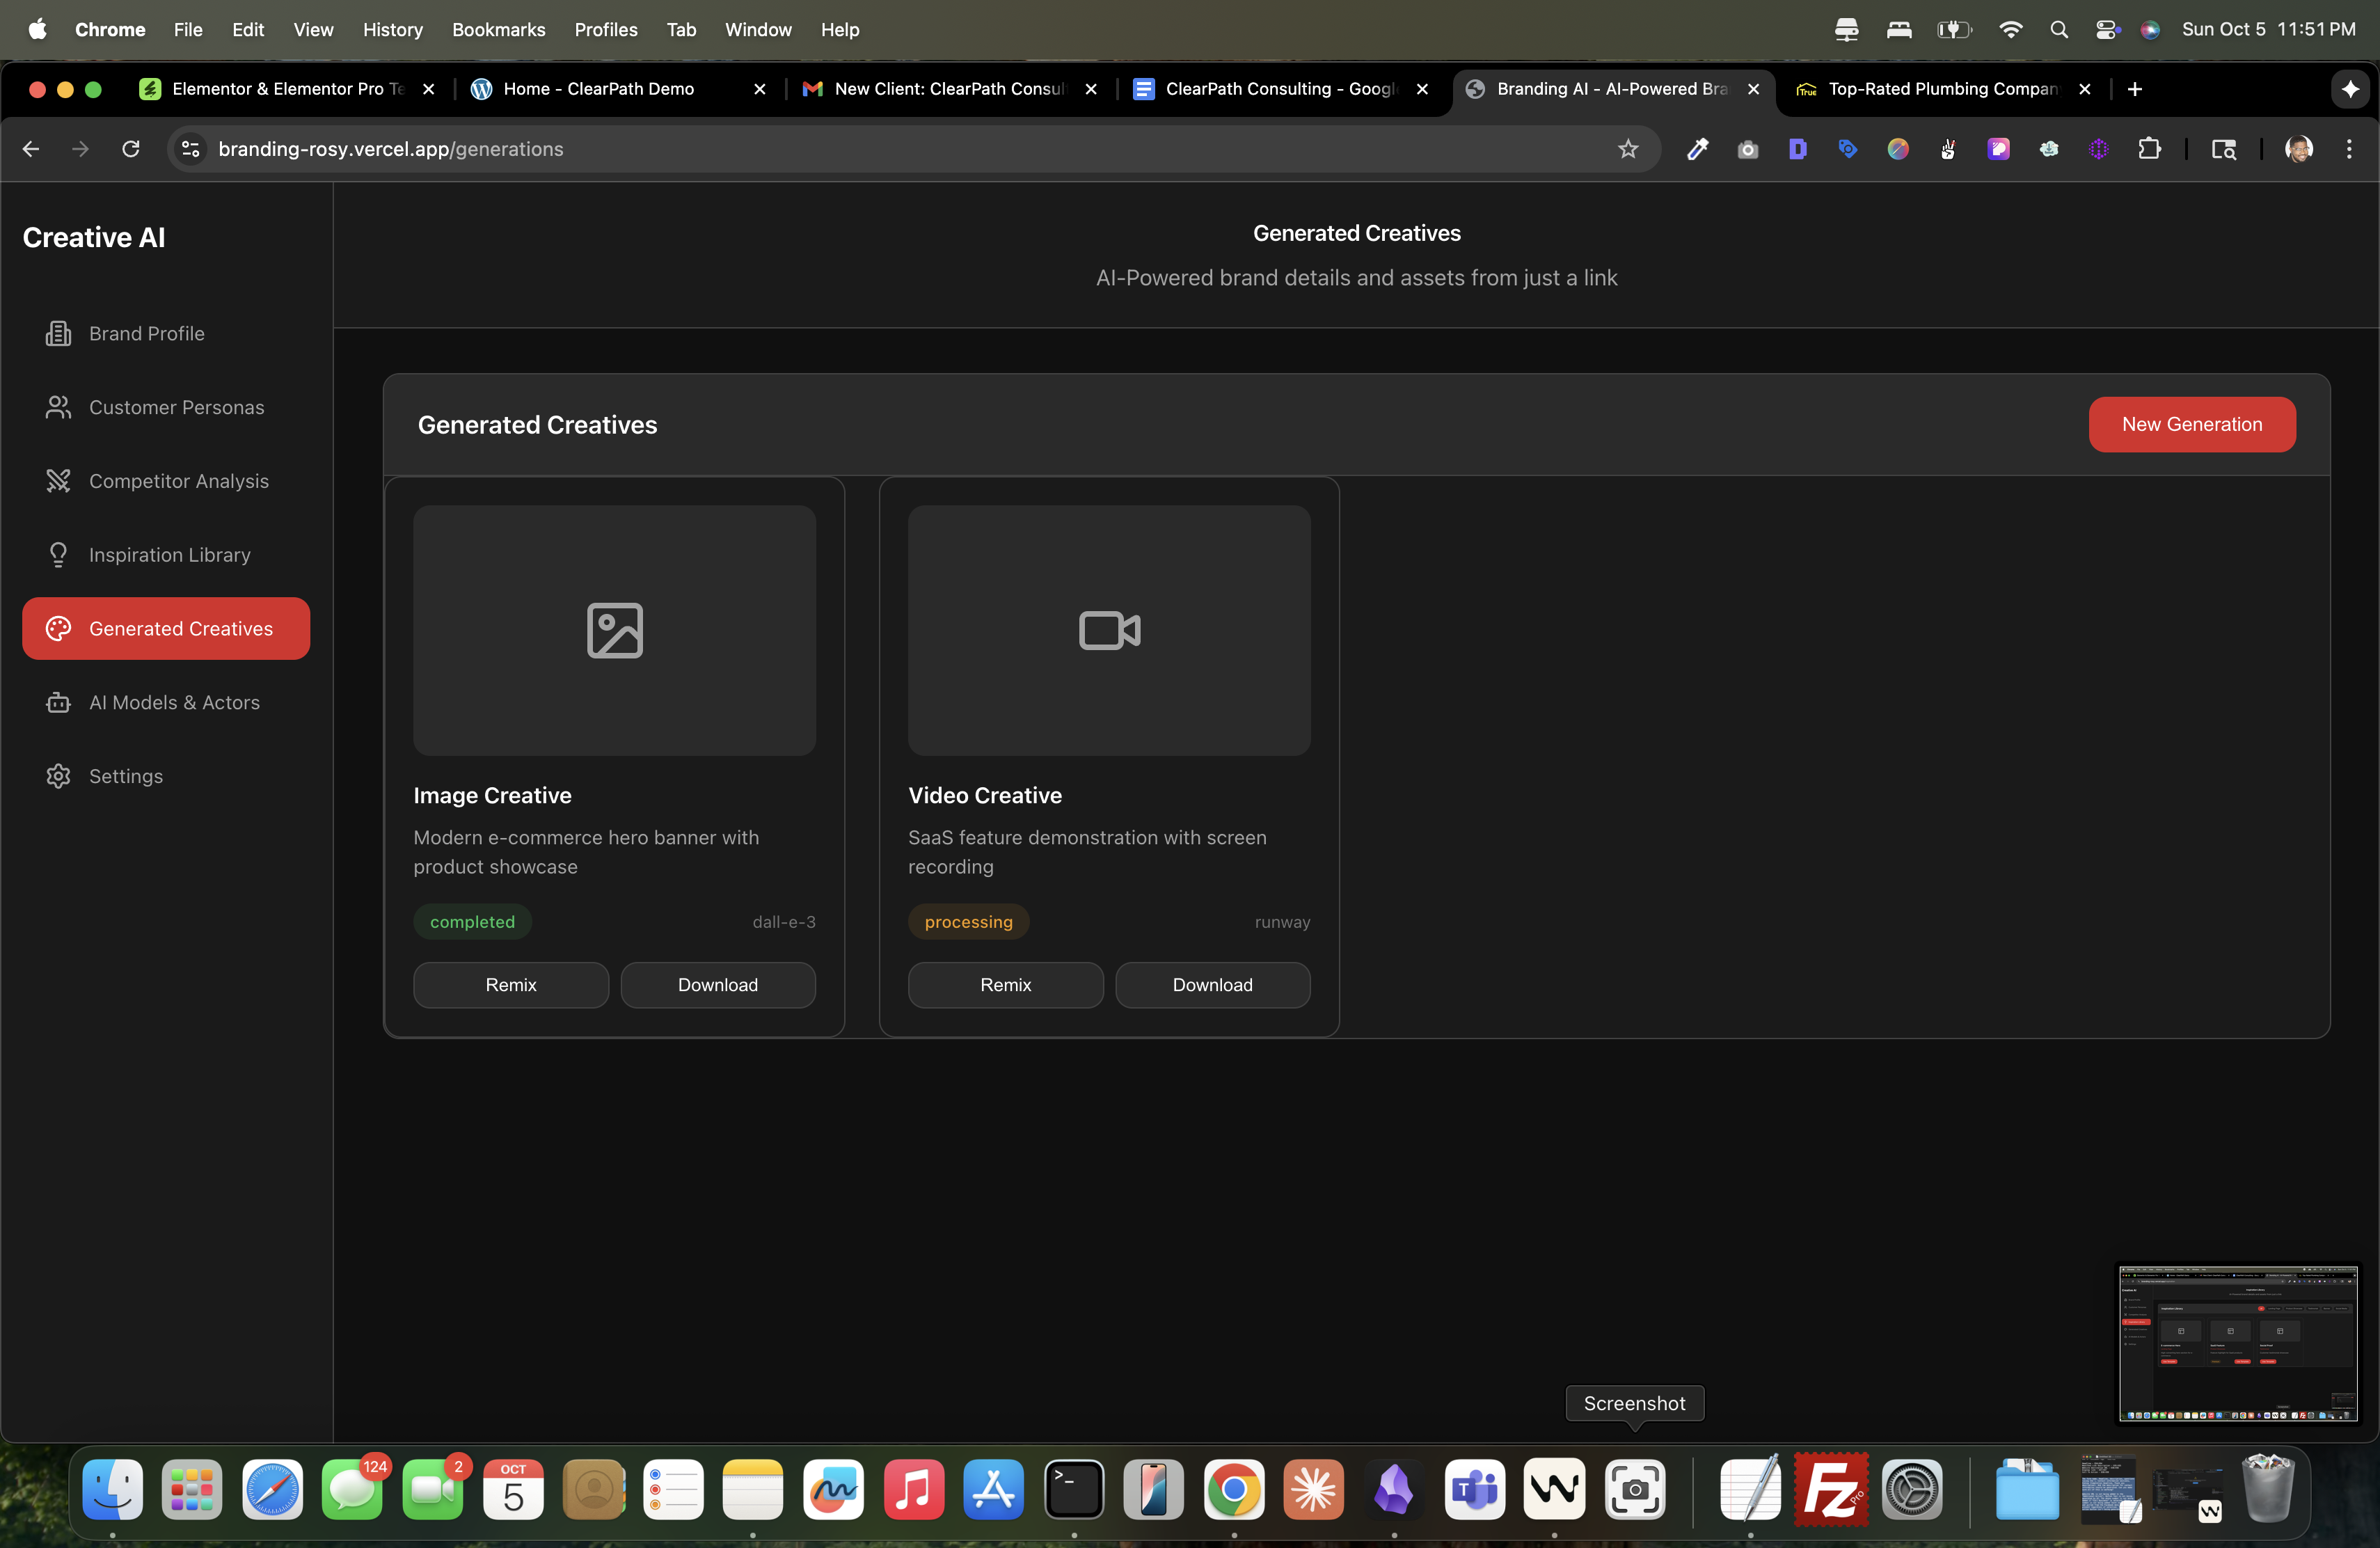 Chrome File Edit View History Bookmarks Profiles Tab Window Help
Sun Oct 5 11:51 PM
Elementor & Elementor Pro Te
Home - ClearPath Demo
New Client: ClearPath Consul
ClearPath Consulting - Googl
Branding AI - AI-Powered Bra
Top-Rated Plumbing Compan
branding-rosy.vercel.app/generations
Creative AI
Brand Profile
Customer Personas
Competitor Analysis
Inspiration Library
Generated Creatives
AI Models & Actors
Settings
Generated Creatives
AI-Powered brand details and assets from just a link
Generated Creatives
New Generation
Image Creative
Modern e-commerce hero banner with
product showcase
completed
dall-e-3
Remix
Download
Video Creative
SaaS feature demonstration with screen
recording
processing
runway
Remix
Download
Screenshot
124
2
OCT
5
Fz
Pro